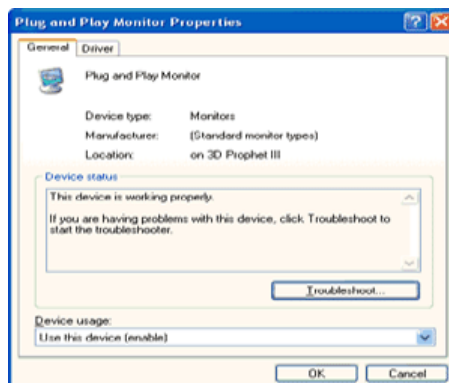 Plug and Play Monitor Properties
General
Driver
Plug and Play Monitor
Device type: Monitors
Manufacturer: (Standard monitor types)
Location: on 3D Prophet III
Device status
This device is working properly.
If you are having problems with this device, click Troubleshoot to
start the troubleshooter.
Troubleshoot...
Device usage:
Use this device (enable)
OK
Cancel